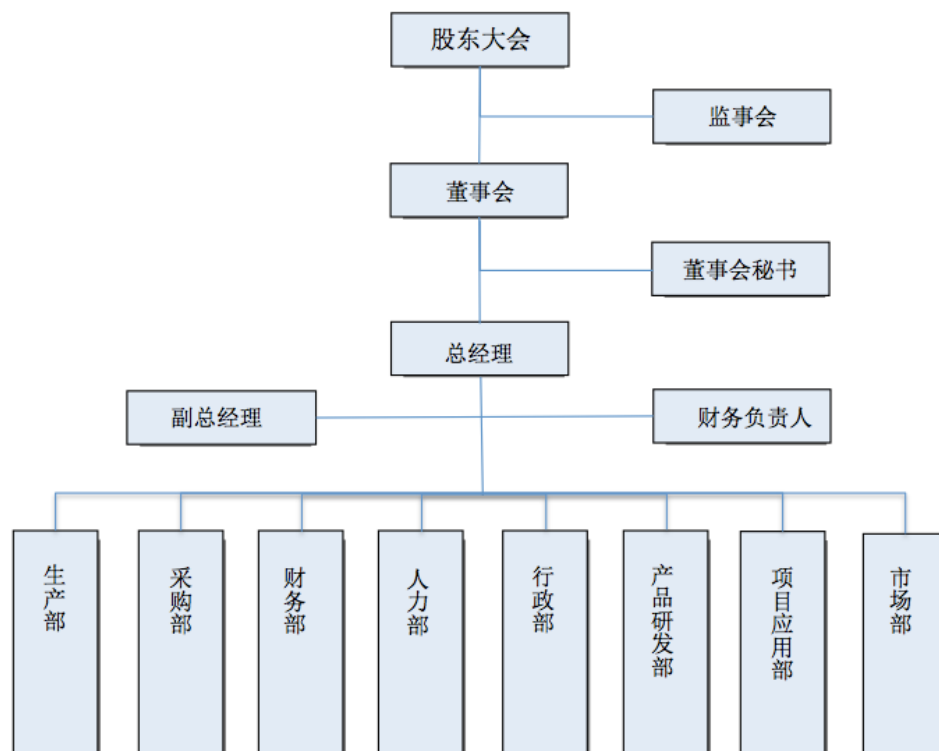 股东大会
监事会
董事会
董事会秘书
总经理
副总经理
财务负责人
生产部
采购部
财务部
人力部
行政部
产品研发部
项目应用部
市场部